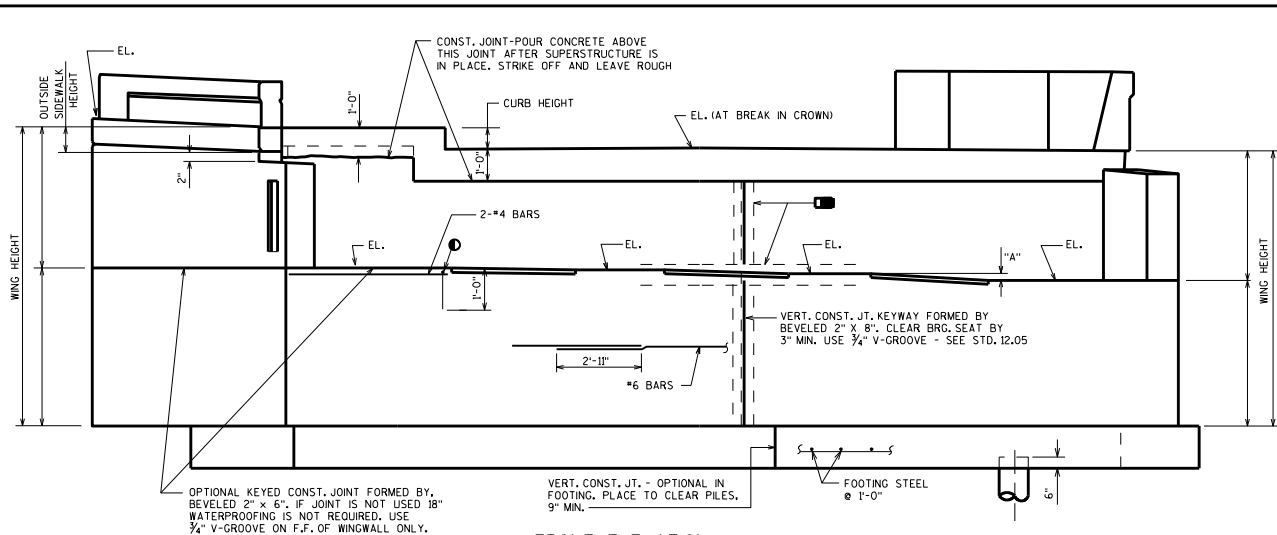 EL.
CONST. JOINT-POUR CONCRETE ABOVE
THIS JOINT AFTER SUPERSTRUCTURE IS
IN PLACE. STRIKE OFF AND LEAVE ROUGH
OUTSIDE
SIDEWALK
HEIGHT
1'-0"
CURB HEIGHT
EL. (AT BREAK IN CROWN)
1'-0"
2"
2-#4 BARS
WING HEIGHT
EL.
EL.
EL.
"A"
EL.
WING HEIGHT
1'-0"
VERT. CONST. JT. KEYWAY FORMED BY
BEVELED 2" X 8". CLEAR BRG. SEAT BY
3" MIN. USE ¾" V-GROOVE - SEE STD. 12.05
2'-11"
#6 BARS
OPTIONAL KEYED CONST. JOINT FORMED BY,
BEVELED 2" x 6". IF JOINT IS NOT USED 18"
WATERPROOFING IS NOT REQUIRED. USE
¾" V-GROOVE ON F.F. OF WINGWALL ONLY.
VERT. CONST. JT. - OPTIONAL IN
FOOTING. PLACE TO CLEAR PILES,
9" MIN.
FOOTING STEEL
@ 1'-0"
6"